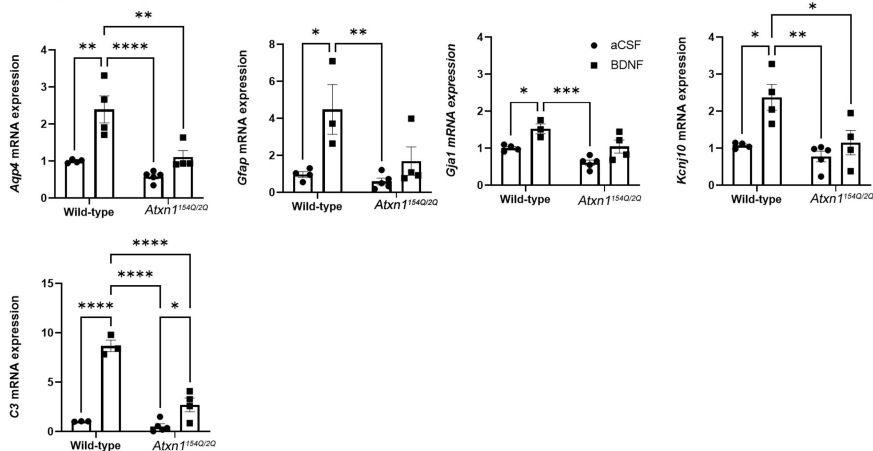 ** 
** ****
4
3
2
1
0
Aqp4 mRNA expression
Wild-type Atxn1154Q/2Q
* **
8
6
4
2
0
Gfap mRNA expression
Wild-type Atxn1154Q/2Q
aCSF
BDNF
* ***
4
3
2
1
0
Gja1 mRNA expression
Wild-type Atxn1154Q/2Q
*
* **
4
3
2
1
0
Kcnj10 mRNA expression
Wild-type Atxn1154Q/2Q
****
****
**** *
15
10
5
0
C3 mRNA expression
Wild-type Atxn1154Q/2Q